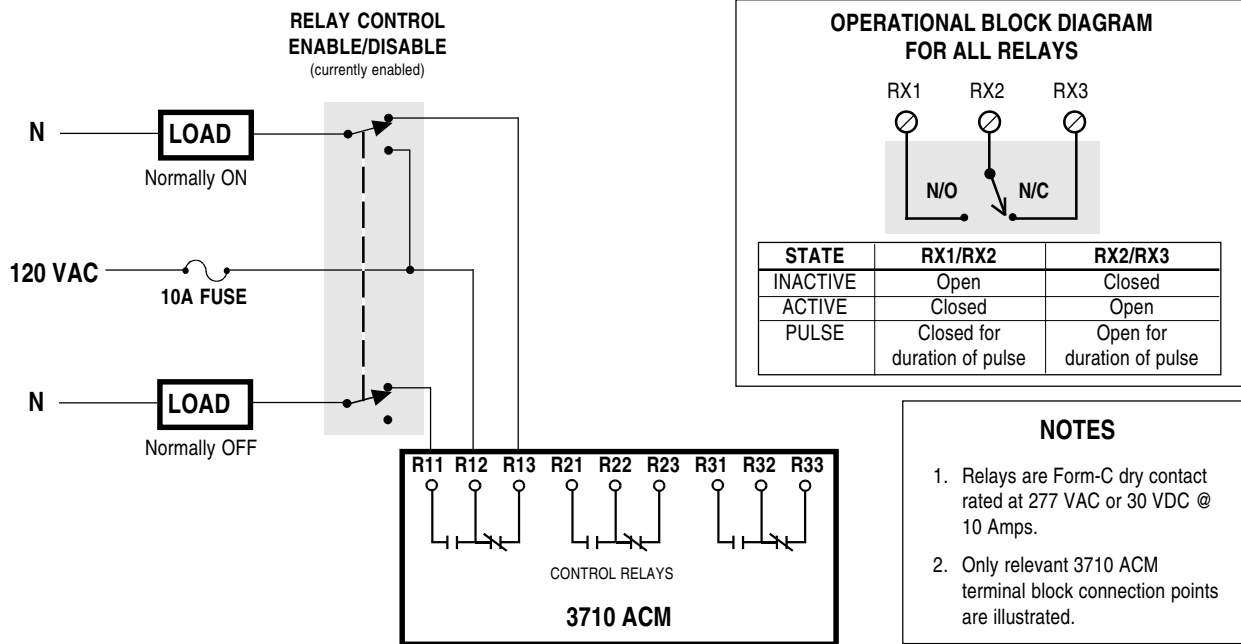 RELAY CONTROL
ENABLE/DISABLE
(currently enabled)
N
LOAD
Normally ON
120 VAC
10A FUSE
N
LOAD
Normally OFF
R11 R12 R13 R21 R22 R23 R31 R32 R33
CONTROL RELAYS
3710 ACM
OPERATIONAL BLOCK DIAGRAM
FOR ALL RELAYS
RX1 RX2 RX3
N/O N/C
STATE RX1/RX2 RX2/RX3
INACTIVE Open Closed
ACTIVE Closed Open
PULSE Closed for Open for
duration of pulse duration of pulse
NOTES
1. Relays are Form-C dry contact
rated at 277 VAC or 30 VDC @
10 Amps.
2. Only relevant 3710 ACM
terminal block connection points
are illustrated.